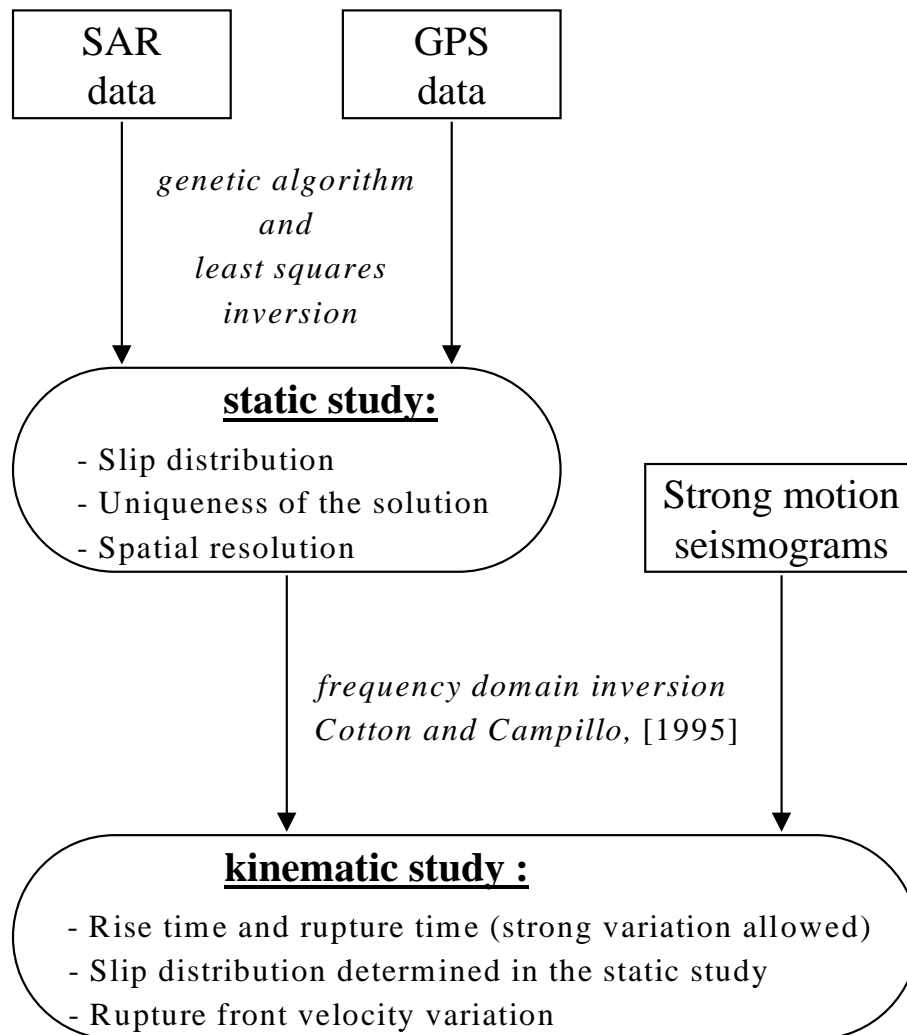 SAR
data
GPS
data
genetic algorithm
and
least squares
inversion
static study:
- Slip distribution
- Uniqueness of the solution
- Spatial resolution
Strong motion
seismograms
frequency domain inversion
Cotton and Campillo, [1995]
kinematic study :
- Rise time and rupture time (strong variation allowed)
- Slip distribution determined in the static study
- Rupture front velocity variation